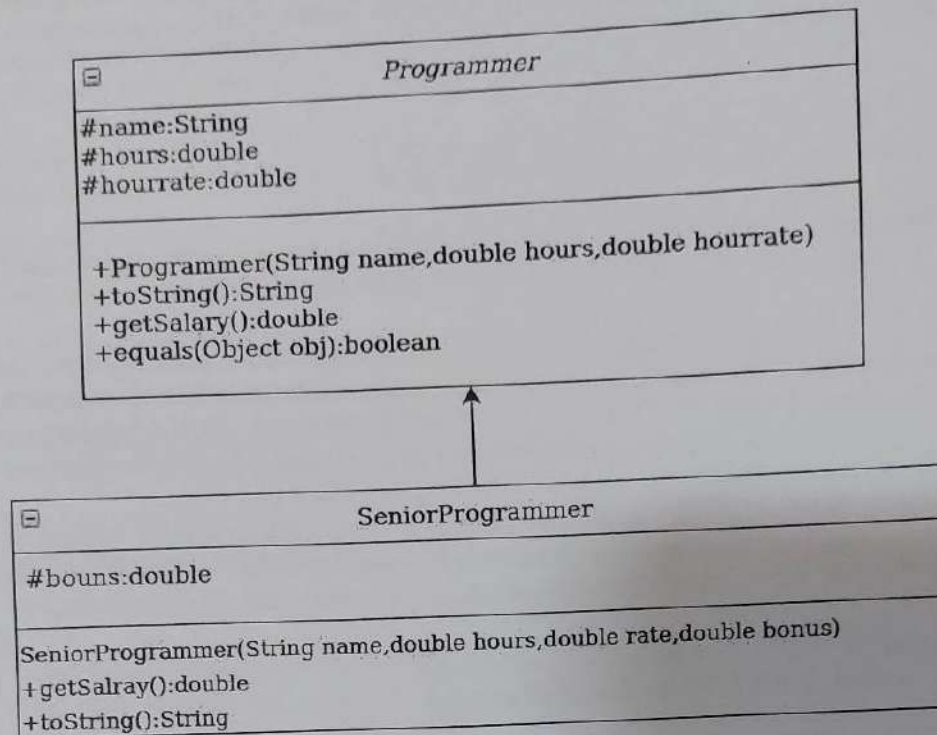 Programmer
#name:String
#hours:double
#hourrate:double
+Programmer(String name,double hours,double hourrate)
+toString():String
+getSalary():double
+equals(Object obj):boolean
SeniorProgrammer
#bouns:double
SeniorProgrammer(String name,double hours,double rate,double bonus)
+getSalray():double
+toString():String